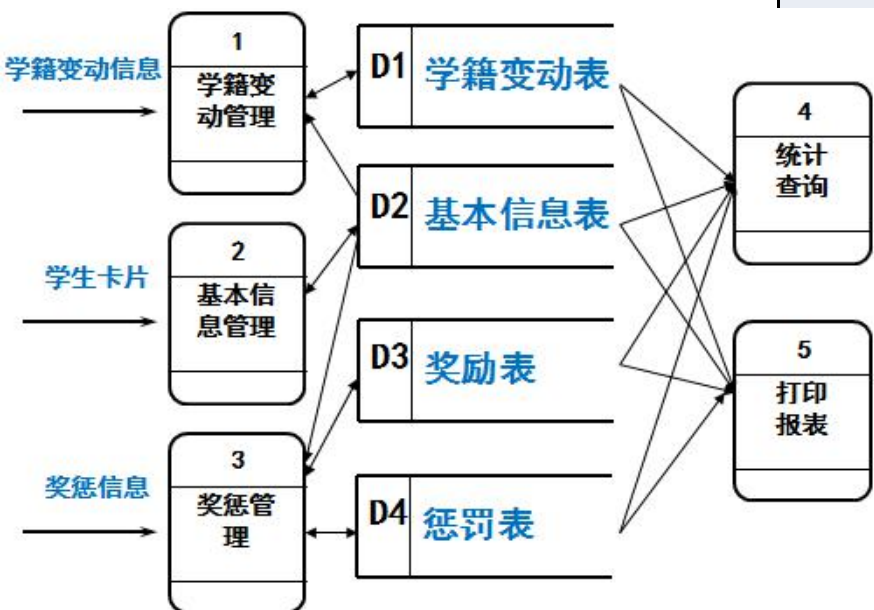 学籍变动信息
1
学籍变
动管理
D1 学籍变动表
D2 基本信息表
学生卡片
2
基本信
息管理
D3 奖励表
奖惩信息
3
奖惩管
理
D4 惩罚表
4
统计
查询
5
打印
报表